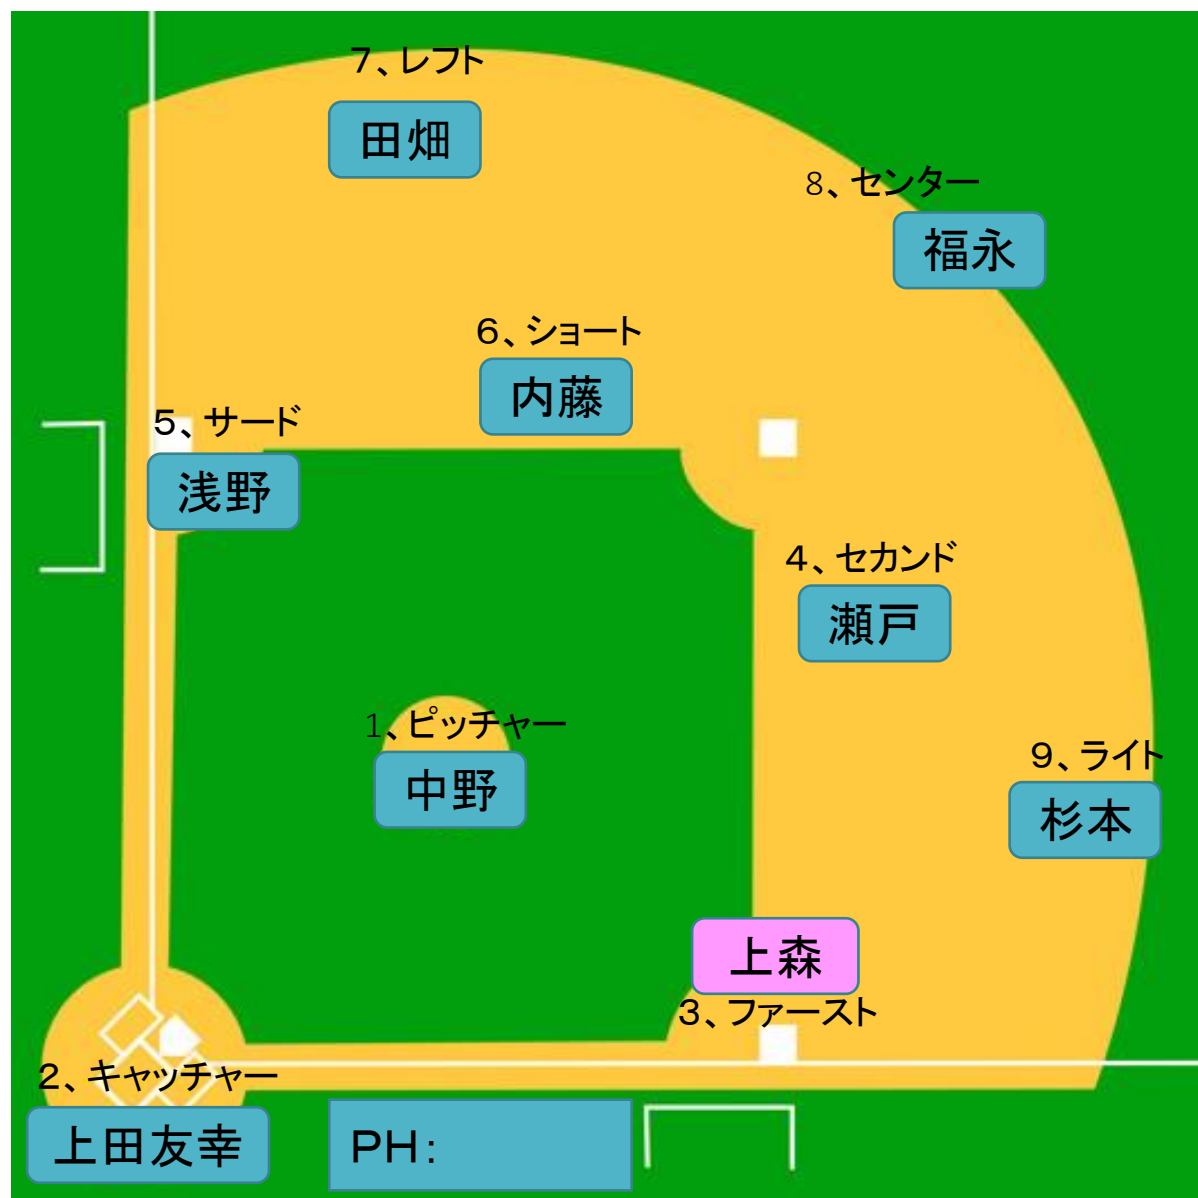 7、レフト
田畑
8、センター
福永
6、ショート
内藤
5、サード
浅野
4、セカンド
瀬戸
1、ピッチャー
中野
9、ライト
杉本
上森
3、ファースト
2、キャッチャー
上田友幸
PH：